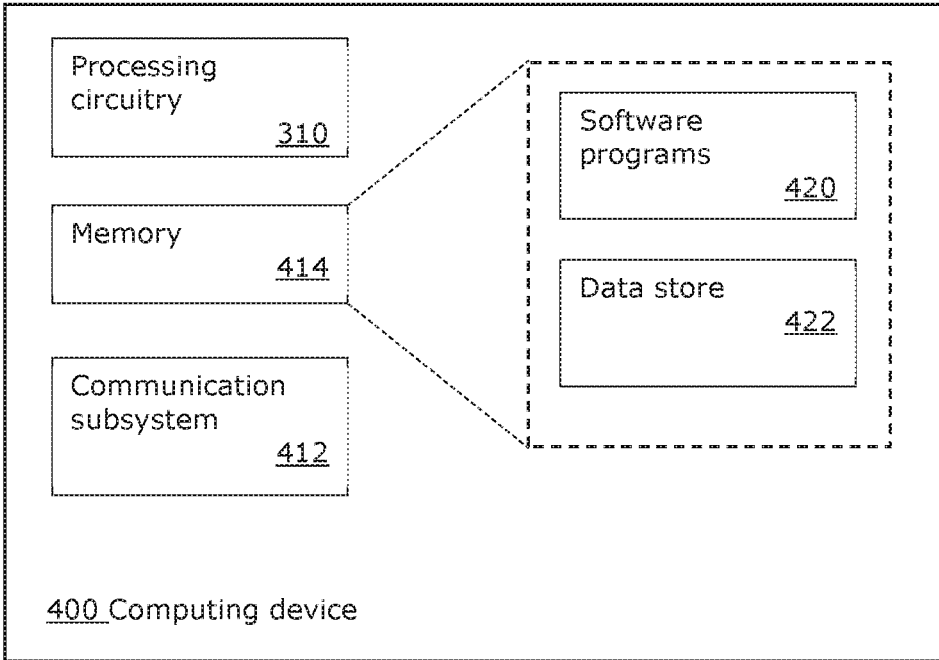 Processing
circuitry
310
Memory
414
Communication
subsystem
412
Software
programs
420
Data store
422
400 Computing device